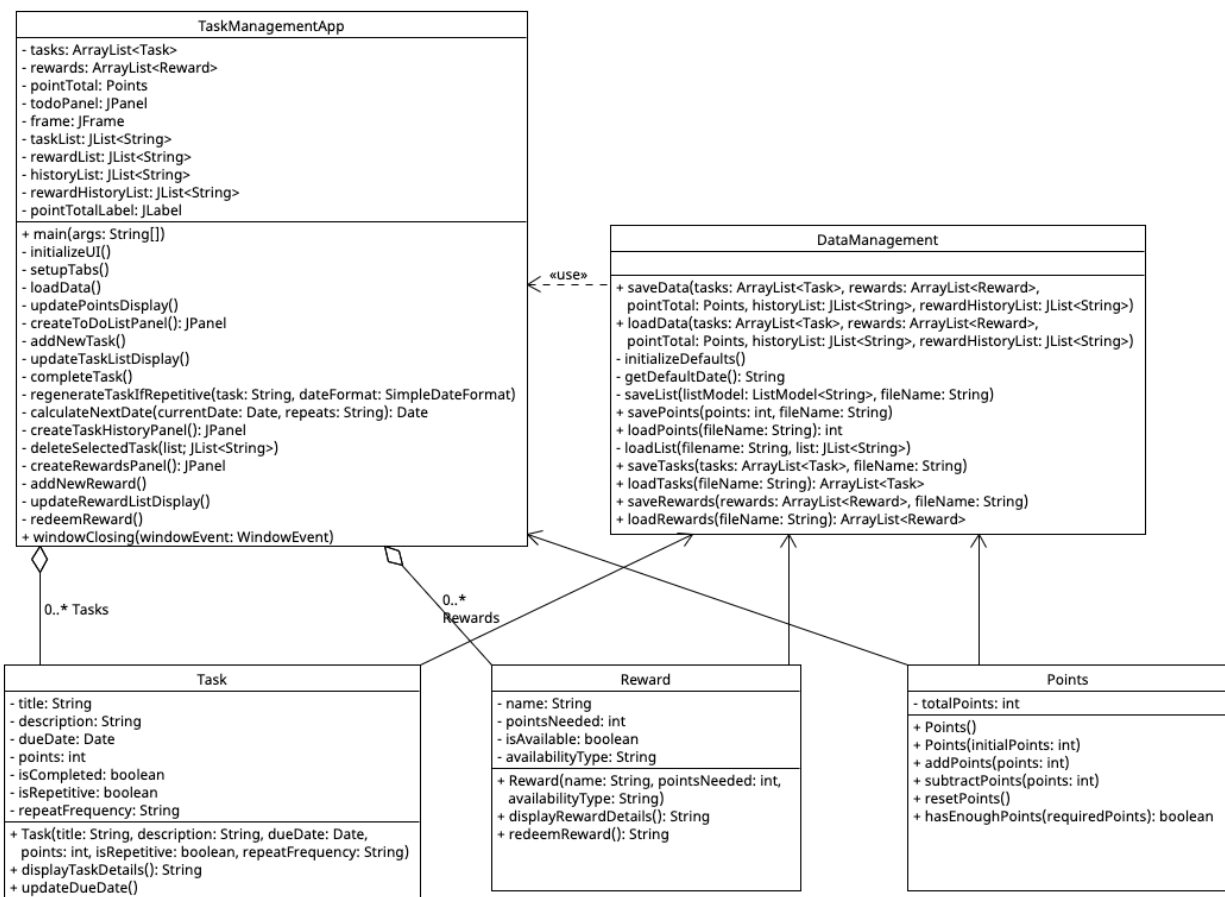 TaskManagementApp
- tasks: ArrayList<Task>
- rewards: ArrayList<Reward>
- pointTotal: Points
- todoPanel: JPanel
- frame: JFrame
- taskList: JList<String>
- rewardList: JList<String>
- historyList: JList<String>
- rewardHistoryList: JList<String>
- pointTotalLabel: JLabel
+ main(args: String[])
- initializeUI()
- setupTabs()
- loadData()
- updatePointsDisplay()
- createToDoListPanel(): JPanel
- addNewTask()
- updateTaskListDisplay()
- completeTask()
- regenerateTaskIfRepetitive(task: String, dateFormat: SimpleDateFormat)
- calculateNextDate(currentDate: Date, repeats: String): Date
- createTaskHistoryPanel(): JPanel
- deleteSelectedTask(list; JList<String>)
- createRewardsPanel(): JPanel
- addNewReward()
- updateRewardListDisplay()
- redeemReward()
+ windowClosing(windowEvent: WindowEvent)
«use»
DataManagement
+ saveData(tasks: ArrayList<Task>, rewards: ArrayList<Reward>,
pointTotal: Points, historyList: JList<String>, rewardHistoryList: JList<String>)
+ loadData(tasks: ArrayList<Task>, rewards: ArrayList<Reward>,
pointTotal: Points, historyList: JList<String>, rewardHistoryList: JList<String>)
- initializeDefaults()
- getDefaultDate(): String
- saveList(listModel: ListModel<String>, fileName: String)
+ savePoints(points: int, fileName: String)
+ loadPoints(fileName: String): int
- loadList(filename: String, list: JList<String>)
+ saveTasks(tasks: ArrayList<Task>, fileName: String)
+ loadTasks(fileName: String): ArrayList<Task>
+ saveRewards(rewards: ArrayList<Reward>, fileName: String)
+ loadRewards(fileName: String): ArrayList<Reward>
0..* Tasks
0..*
Rewards
Task
- title: String
- description: String
- dueDate: Date
- points: int
- isCompleted: boolean
- isRepetitive: boolean
- repeatFrequency: String
+ Task(title: String, description: String, dueDate: Date,
points: int, isRepetitive: boolean, repeatFrequency: String)
+ displayTaskDetails(): String
+ updateDueDate()
Reward
- name: String
- pointsNeeded: int
- isAvailable: boolean
- availabilityType: String
+ Reward(name: String, pointsNeeded: int,
availabilityType: String)
+ displayRewardDetails(): String
+ redeemReward(): String
Points
- totalPoints: int
+ Points()
+ Points(initialPoints: int)
+ addPoints(points: int)
+ subtractPoints(points: int)
+ resetPoints()
+ hasEnoughPoints(requiredPoints): boolean